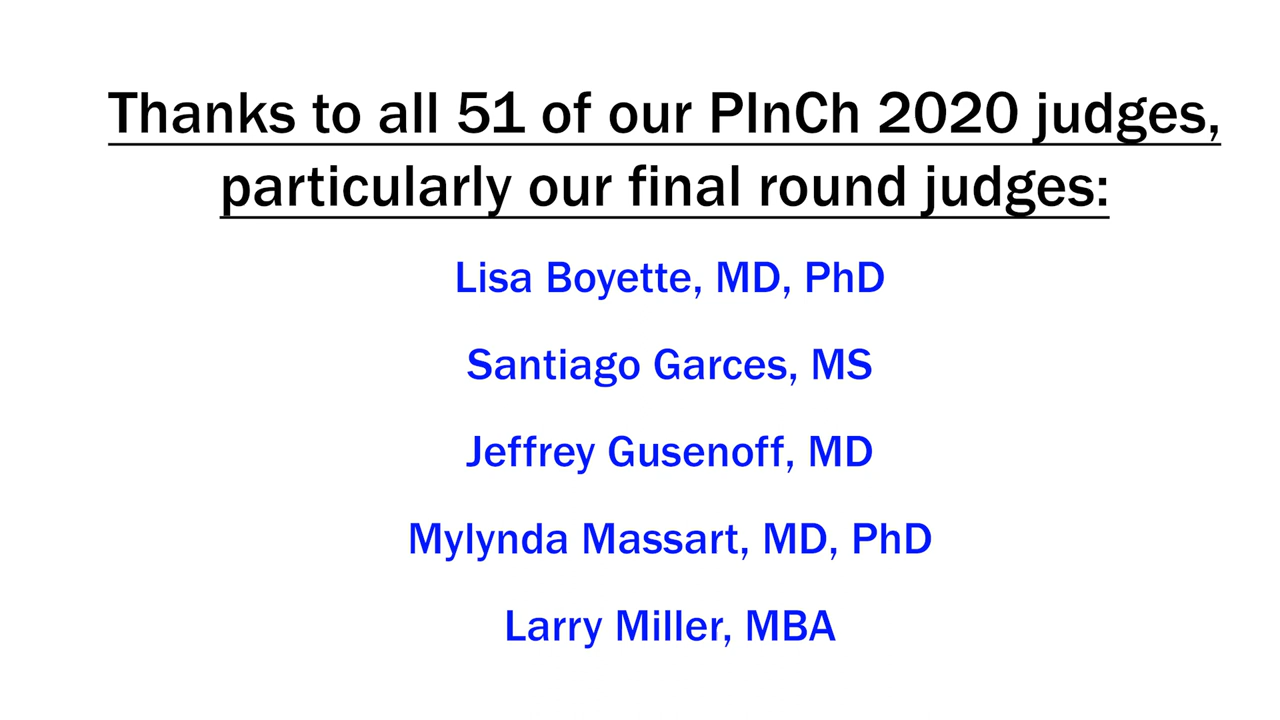 Thanks to all 51 of our PInCh 2020 judges,
particularly our final round judges:
Lisa Boyette, MD, PhD
Santiago Garces, MS
Jeffrey Gusenoff, MD
Mylynda Massart, MD, PhD
Larry Miller, MBA